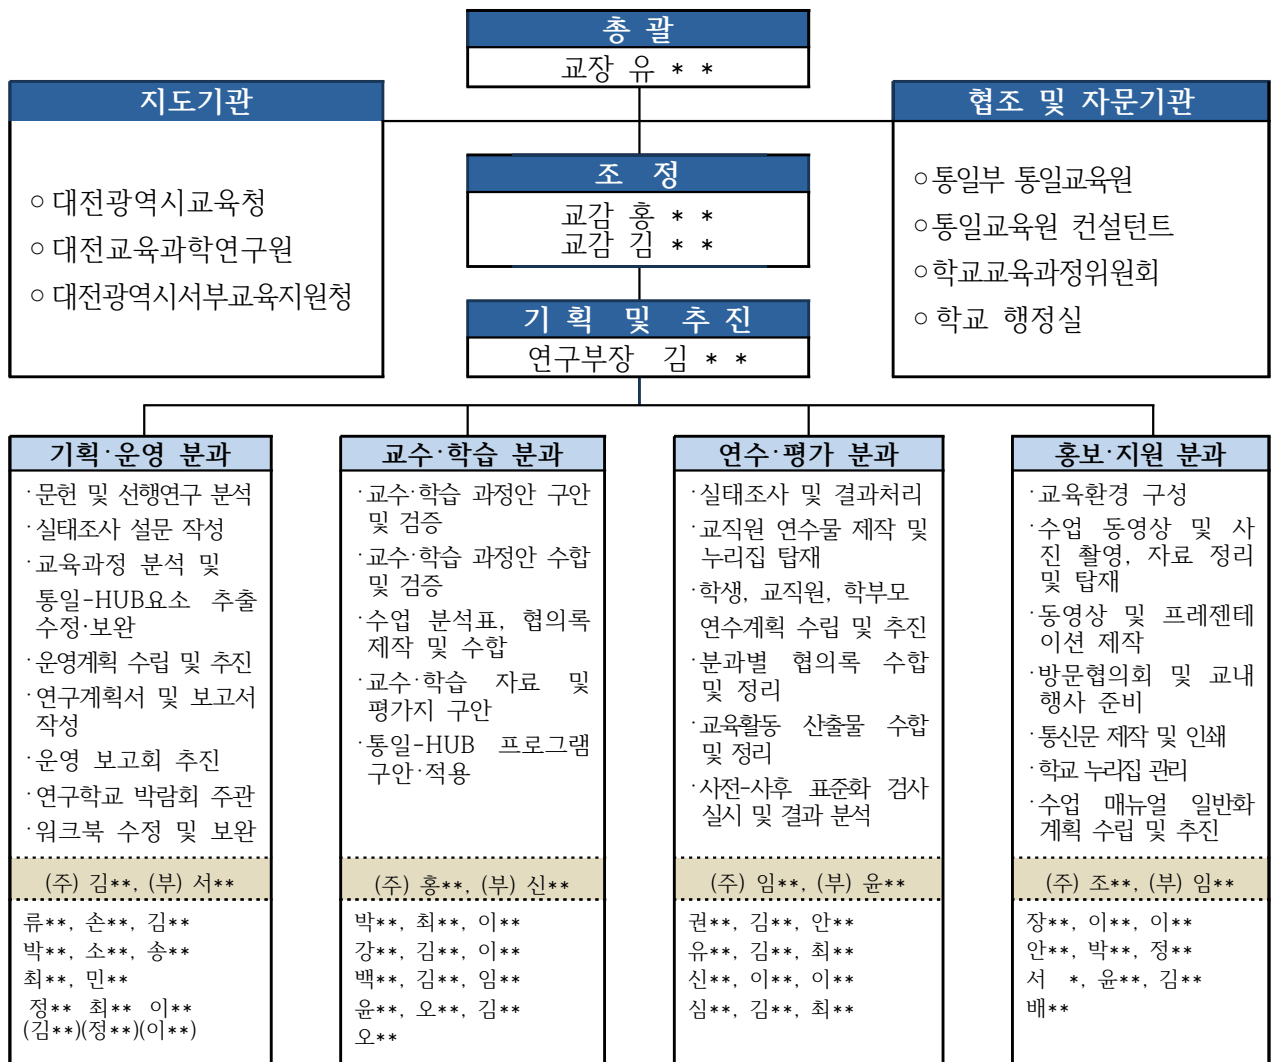 총 괄
교장 유 * *
지도기관
○ 대전광역시교육청
○ 대전교육과학연구원
○ 대전광역시서부교육지원청
협조 및 자문기관
○통일부 통일교육원
○통일교육원 컨설턴트
○학교교육과정위원회
○ 학교 행정실
조 정
교감 홍 * *
교감 김 * *
기 획 및 추 진
연구부장 김 * *
기획·운영 분과
·문헌 및 선행연구 분석
·실태조사 설문 작성
·교육과정 분석 및
통일-HUB요소 추출
수정·보완
·운영계획 수립 및 추진
·연구계획서 및 보고서
작성
·운영 보고회 추진
·연구학교 박람회 주관
·워크북 수정 및 보완
(주) 김**, (부) 서**
류**, 손**, 김**
박**, 소**, 송**
최**, 민**
정** 최** 이**
(김**)(정**)(이**)
교수·학습 분과
·교수·학습 과정안 구안
및 검증
·교수·학습 과정안 수합
및 검증
·수업 분석표, 협의록
제작 및 수합
·교수·학습 자료 및
평가지 구안
·통일-HUB 프로그램
구안·적용
(주) 홍**, (부) 신**
박**, 최**, 이**
강**, 김**, 이**
백**, 김**, 임**
윤**, 오**, 김**
오**
연수·평가 분과
·실태조사 및 결과처리
·교직원 연수물 제작 및
누리집 탑재
·학생, 교직원, 학부모
연수계획 수립 및 추진
·분과별 협의록 수합
및 정리
·교육활동 산출물 수합
및 정리
·사전-사후 표준화 검사
실시 및 결과 분석
(주) 임**, (부) 윤**
권**, 김**, 안**
유**, 김**, 최**
신**, 이**, 이**
심**, 김**, 최**
홍보·지원 분과
·교육환경 구성
·수업 동영상 및 사
진 촬영, 자료 정리
및 탑재
·동영상 및 프레젠테
이션 제작
·방문협의회 및 교내
행사 준비
·통신문 제작 및 인쇄
·학교 누리집 관리
·수업 매뉴얼 일반화
계획 수립 및 추진
(주) 조**, (부) 임**
장**, 이**, 이**
안**, 박**, 정**
서 *, 윤**, 김**
배**